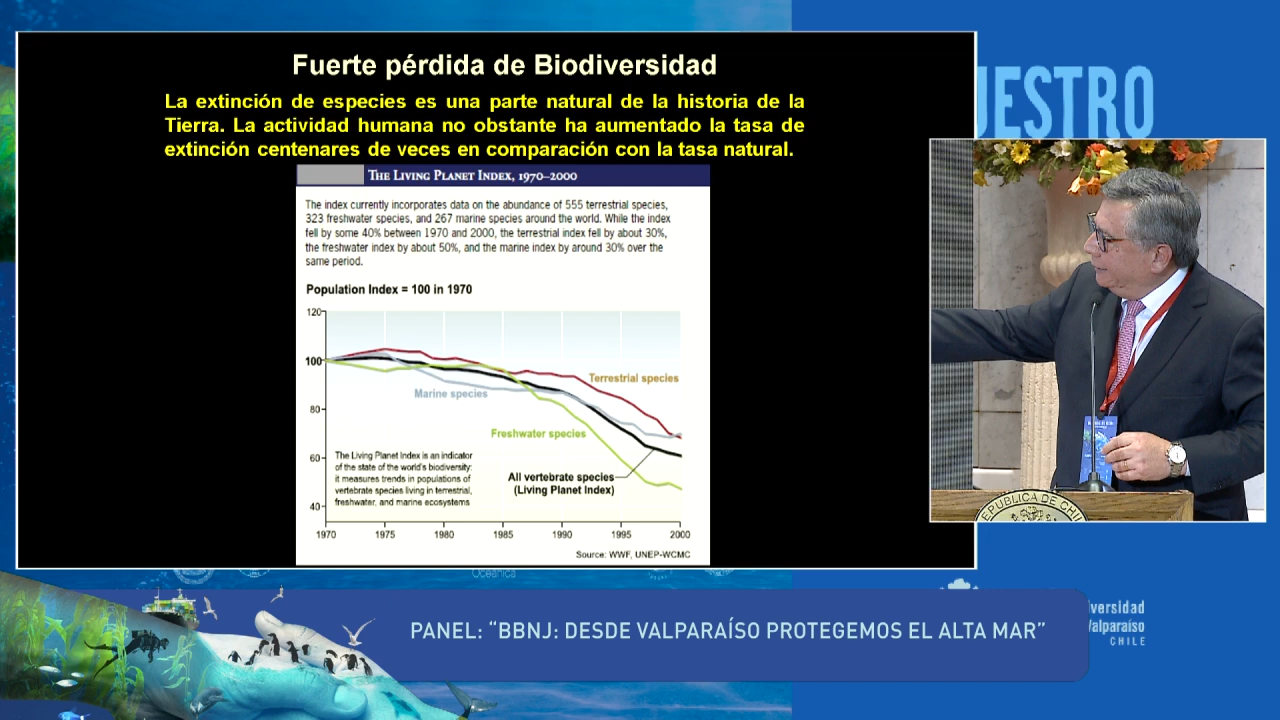 Fuerte pérdida de Biodiversidad
La extinción de especies es una parte natural de la historia de la
Tierra. La actividad humana no obstante ha aumentado la tasa de
extinción centenares de veces en comparación con la tasa natural.
THE LIVING PLANET INDEX, 1970–2000
The index currently incorporates data on the abundance of 555 terrestrial species,
323 freshwater species, and 267 marine species around the world. While the index
fell by some 40% between 1970 and 2000, the terrestrial index fell by about 30%,
the freshwater index by about 50%, and the marine index by around 30% over the
same period.
Population Index = 100 in 1970
120
100
80
60
40
Terrestrial species
Marine species
Freshwater species
All vertebrate species
(Living Planet Index)
The Living Planet Index is an indicator
of the state of the world's biodiversity:
it measures trends in populations of
vertebrate species living in terrestrial,
freshwater, and marine ecosystems
1970 1975 1980 1985 1990 1995 2000
Source: WWF, UNEP-WCMC
UESTRO
EPUBLICA DE CHI
Oceánica
PANEL: “BBNJ: DESDE VALPARAÍSO PROTEGEMOS EL ALTA MAR”
iversidad
Valparaíso
CHILE